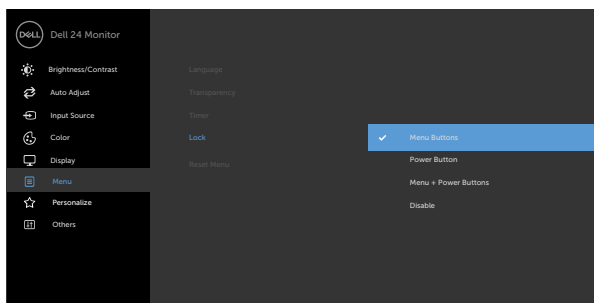 DELL Dell 24 Monitor
Brightness/Contrast
Language
Auto Adjust
Transparency
Input Source
Timer
Color
Lock
Menu Buttons
Display
Reset Menu
Power Button
Menu
Menu + Power Buttons
Personalize
Disable
Others